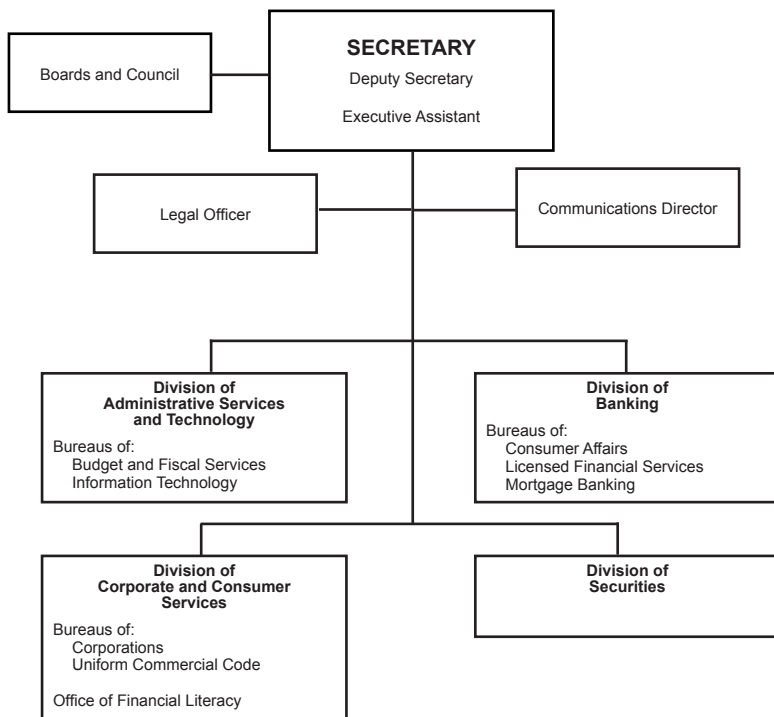 SECRETARY
Deputy Secretary
Executive Assistant
Boards and Council
Legal Officer
Communications Director
Division of
Administrative Services
and Technology
Bureaus of:
Budget and Fiscal Services
Information Technology
Division of
Banking
Bureaus of:
Consumer Affairs
Licensed Financial Services
Mortgage Banking
Division of
Corporate and Consumer
Services
Bureaus of:
Corporations
Uniform Commercial Code
Office of Financial Literacy
Division of
Securities